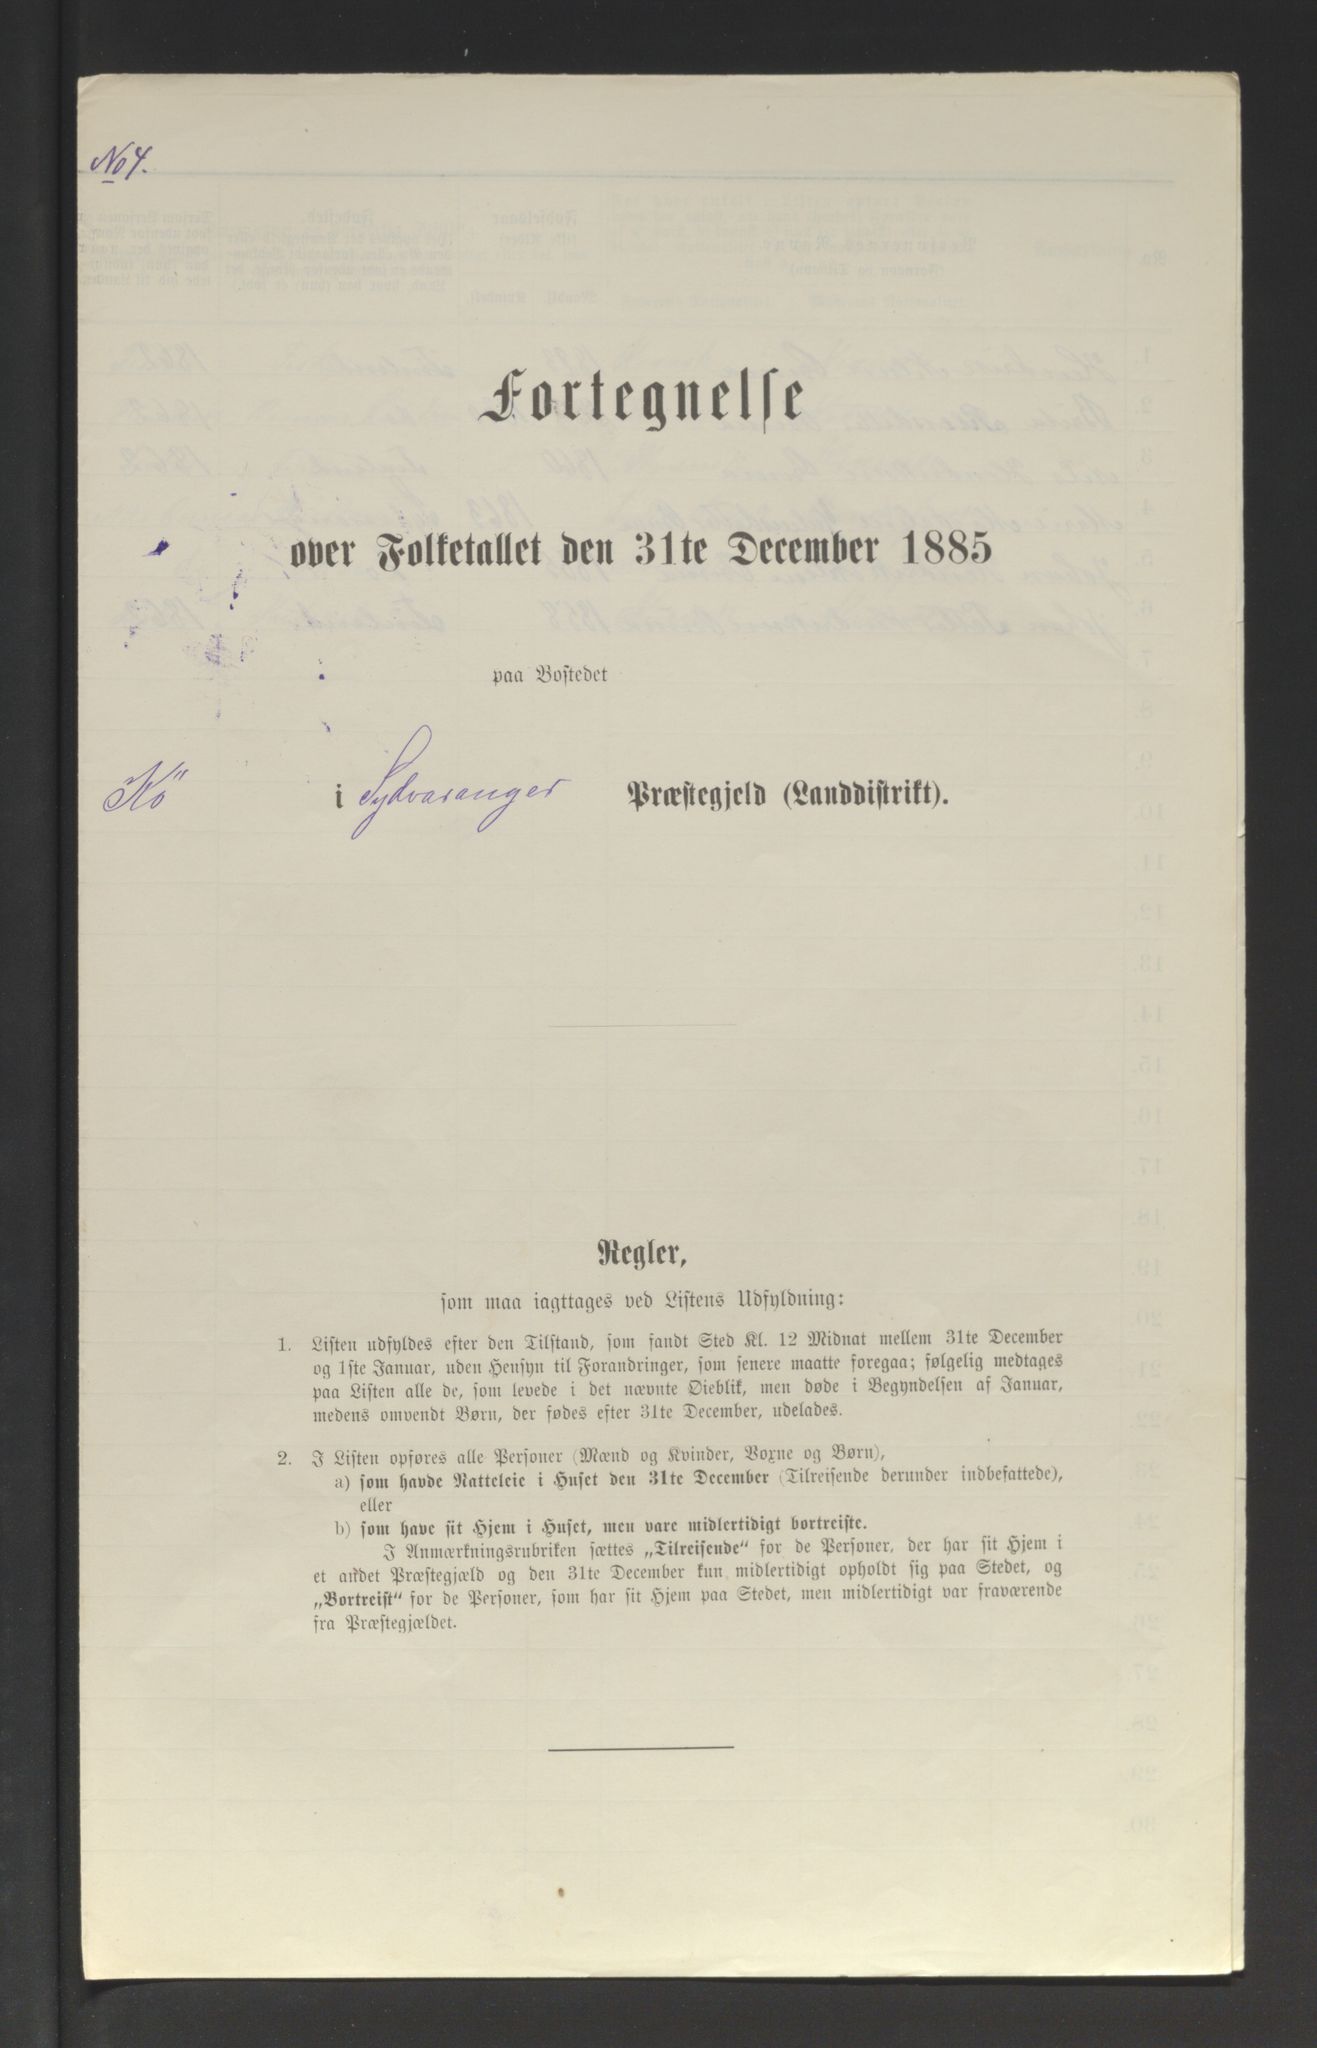 No 4.
Fortegnelse
over Folketallet den 31te December 1885
paa Bostedet
Kö i Sydvaranger Præstegjeld (Landdistrikt).
Regler,
som maa iagttages ved Listens Udfyldning:
1. Listen udfyldes efter den Tilstand, som fandt Sted Kl. 12 Midnat mellem 31te December
og 1ste Januar, uden Hensyn til Forandringer, som senere maatte foregaa; følgelig medtages
paa Listen alle de, som levede i det nævnte Øieblik, men døde i Begyndelsen af Januar,
medens omvendt Børn, der fødes efter 31te December, udelades.
2. I Listen opføres alle Personer (Mænd og Kvinder, Voxne og Børn),
a) som havde Natteleie i Huset den 31te December (Tilreisende derunder indbefattede),
eller
b) som have sit Hjem i Huset, men vare midlertidigt bortreiste.
I Anmærkningsrubriken sættes „Tilreisende“ for de Personer, der har sit Hjem i
et andet Præstegjæld og den 31te December kun midlertidigt opholdt sig paa Stedet, og
„Bortreist“ for de Personer, som har sit Hjem paa Stedet, men midlertidigt var fraværende
fra Præstegjældet.